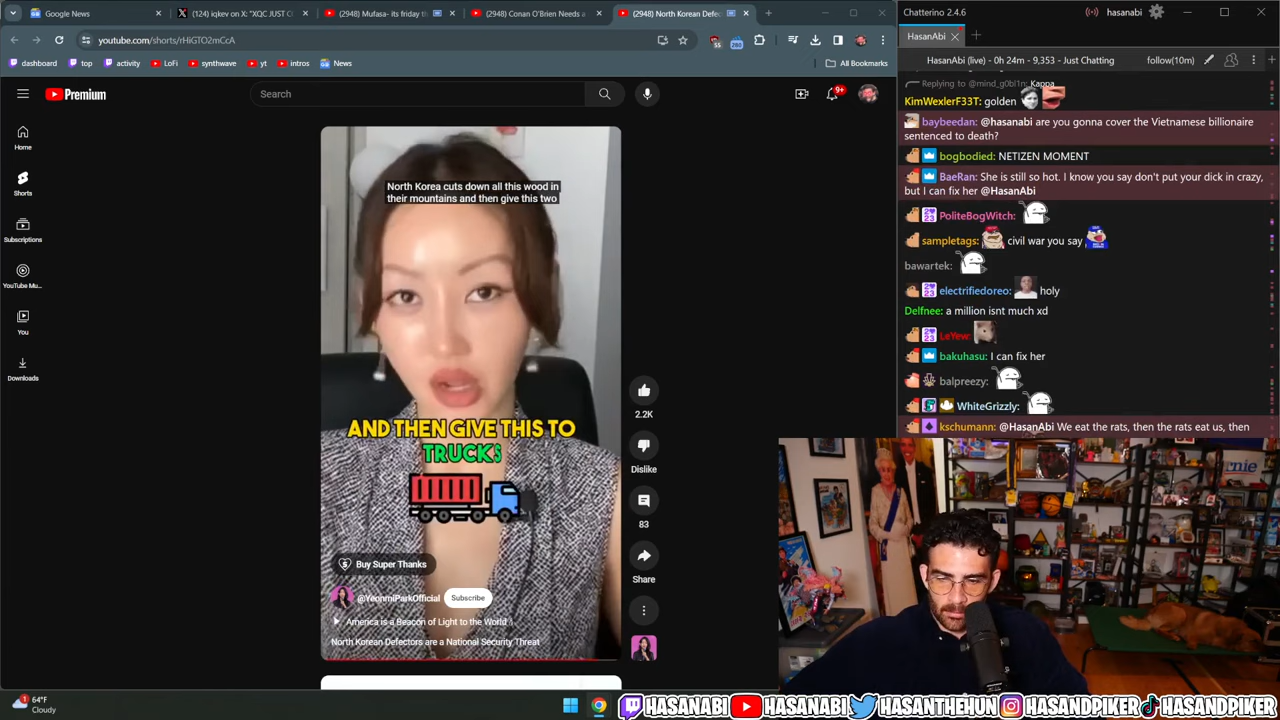 Google News
(124) iqkev on X: "XQC JUST C
(2948) Mufasa- its friday th
(2948) Conan O'Brien Needs a
(2948) North Korean Defec
youtube.com/shorts/rHiGTO2mCcA
55
280
dashboard
top
activity
LoFi
synthwave
yt
intros
News
All Bookmarks
Premium
Search
9+
Home
Shorts
Subscriptions
YouTube Mu...
You
Downloads
North Korea cuts down all this wood in
their mountains and then give this two
AND THEN GIVE THIS TO
TRUCKS
Buy Super Thanks
@YeonmiParkOfficial
Subscribe
America is a Beacon of Light to the World
North Korean Defectors are a National Security Threat
2.2K
Dislike
83
Share
Chatterino 2.4.6
hasanabi
HasanAbi
HasanAbi (live) - 0h 24m - 9,353 - Just Chatting
follow(10m)
Replying to @mind_g0bl1n: Kappa
KimWexlerF33T: golden
baybeedan: @hasanabi are you gonna cover the Vietnamese billionaire
sentenced to death?
bogbodied: NETIZEN MOMENT
BaeRan: She is still so hot. I know you say don't put your dick in crazy,
but I can fix her @HasanAbi
PoliteBogWitch:
sampletags: civil war you say
bawartek:
electrifiedoreo: holy
Delfnee: a million isnt much xd
LeYew:
bakuhasu: I can fix her
balpreezy:
WhiteGrizzly:
kschumann: @HasanAbi We eat the rats, then the rats eat us, then
ernie
1
64°F
Cloudy
HASANABI
HASANABI
HASANTHEHUN
HASANDPIKER
HASANDPIKER